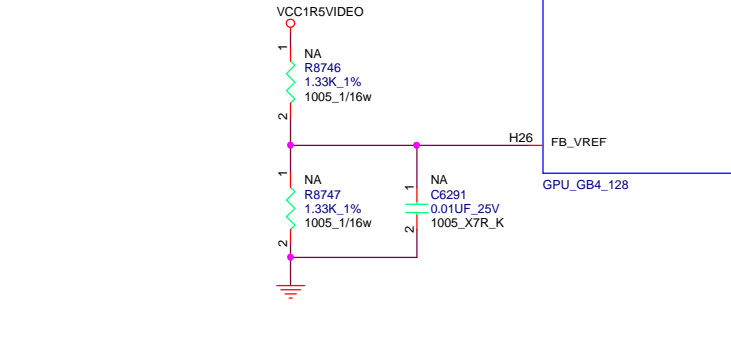 VCC1R5VIDEO
1
NA
R8746
1.33K_1%
1005_1/16w
2
H26
FB_VREF
GPU_GB4_128
1
NA
R8747
1.33K_1%
1005_1/16w
2
1
NA
C6291
0.01UF_25V
1005_X7R_K
2